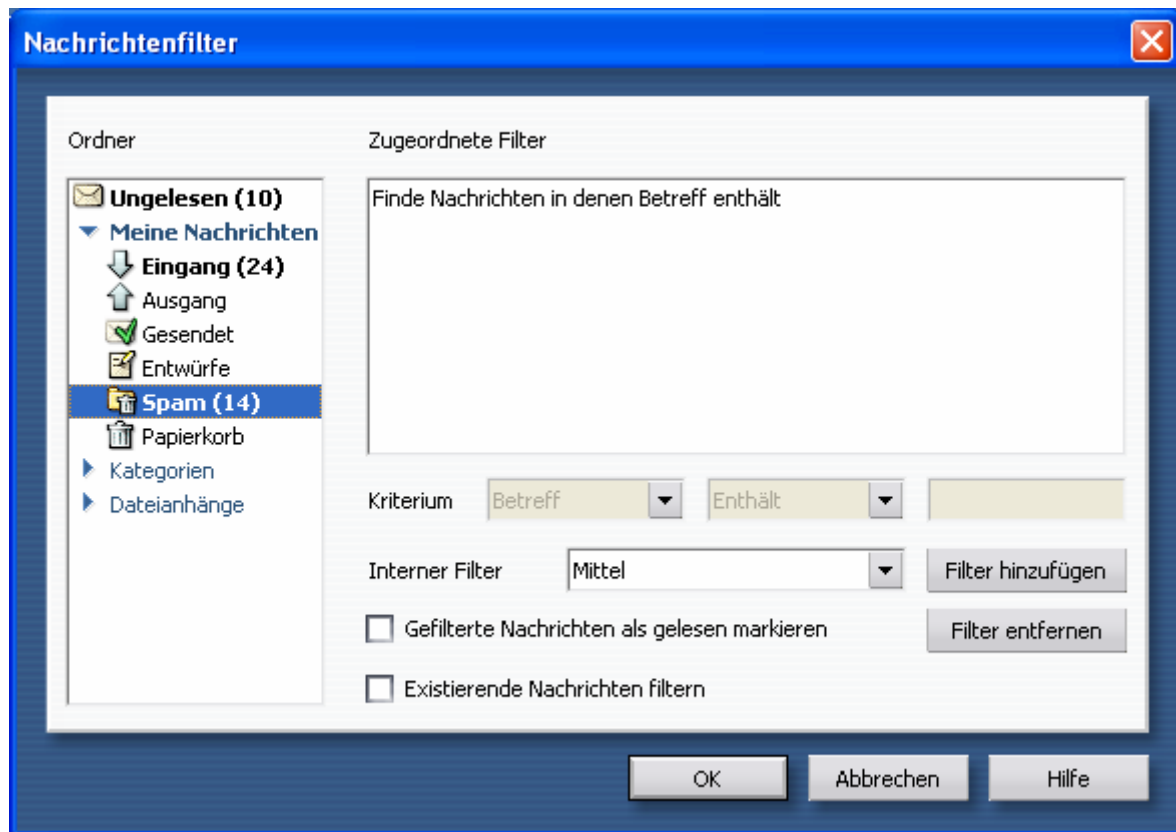 Nachrichtenfilter
Ordner
Ungelesen (10)
Meine Nachrichten
Eingang (24)
Ausgang
Gesendet
Entwürfe
Spam (14)
Papierkorb
Kategorien
Dateianhänge
Zugeordnete Filter
Finde Nachrichten in denen Betreff enthält
Kriterium Betreff Enthält
Interner Filter Mittel Filter hinzufügen
Gefilterte Nachrichten als gelesen markieren Filter entfernen
Existierende Nachrichten filtern
OK Abbrechen Hilfe